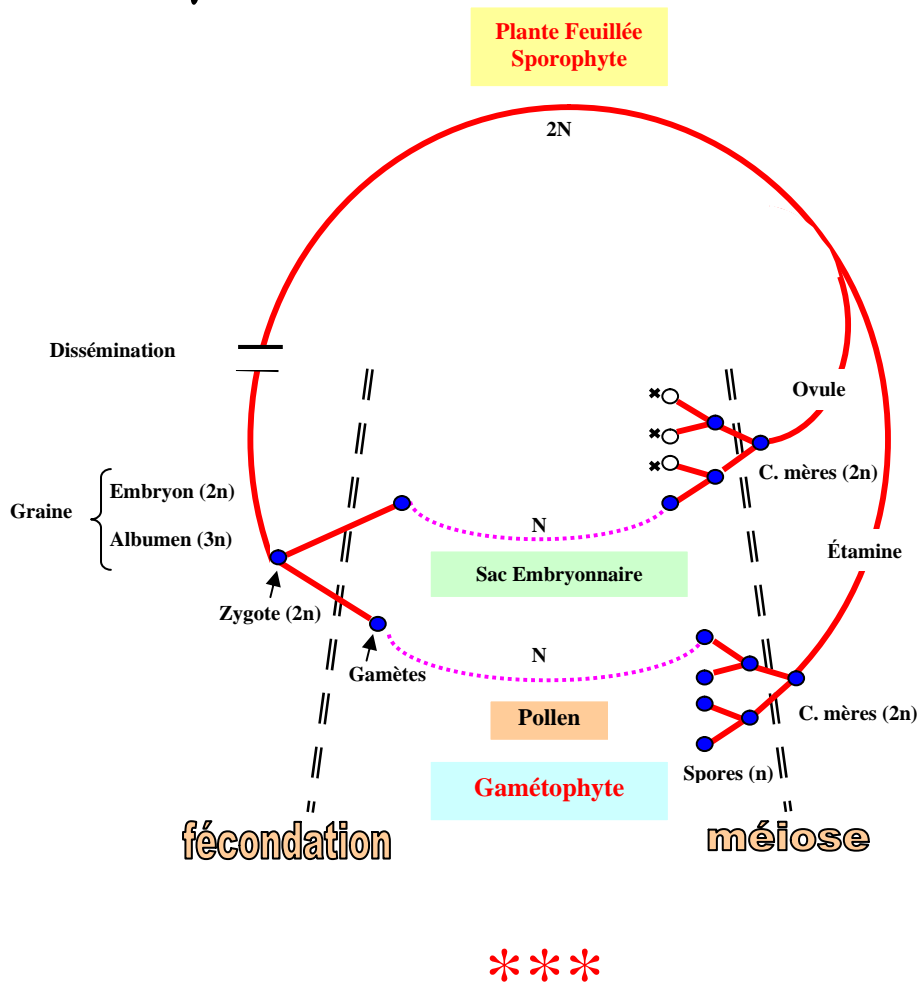 Plante Feuillée
Sporophyte
2N
Dissémination
Ovule
C. mères (2n)
Graine
Embryon (2n)
Albumen (3n)
N
Étamine
Sac Embryonnaire
Zygote (2n)
N
Gamètes
Pollen
C. mères (2n)
Spores (n)
Gamétophyte
fécondation
méiose
***